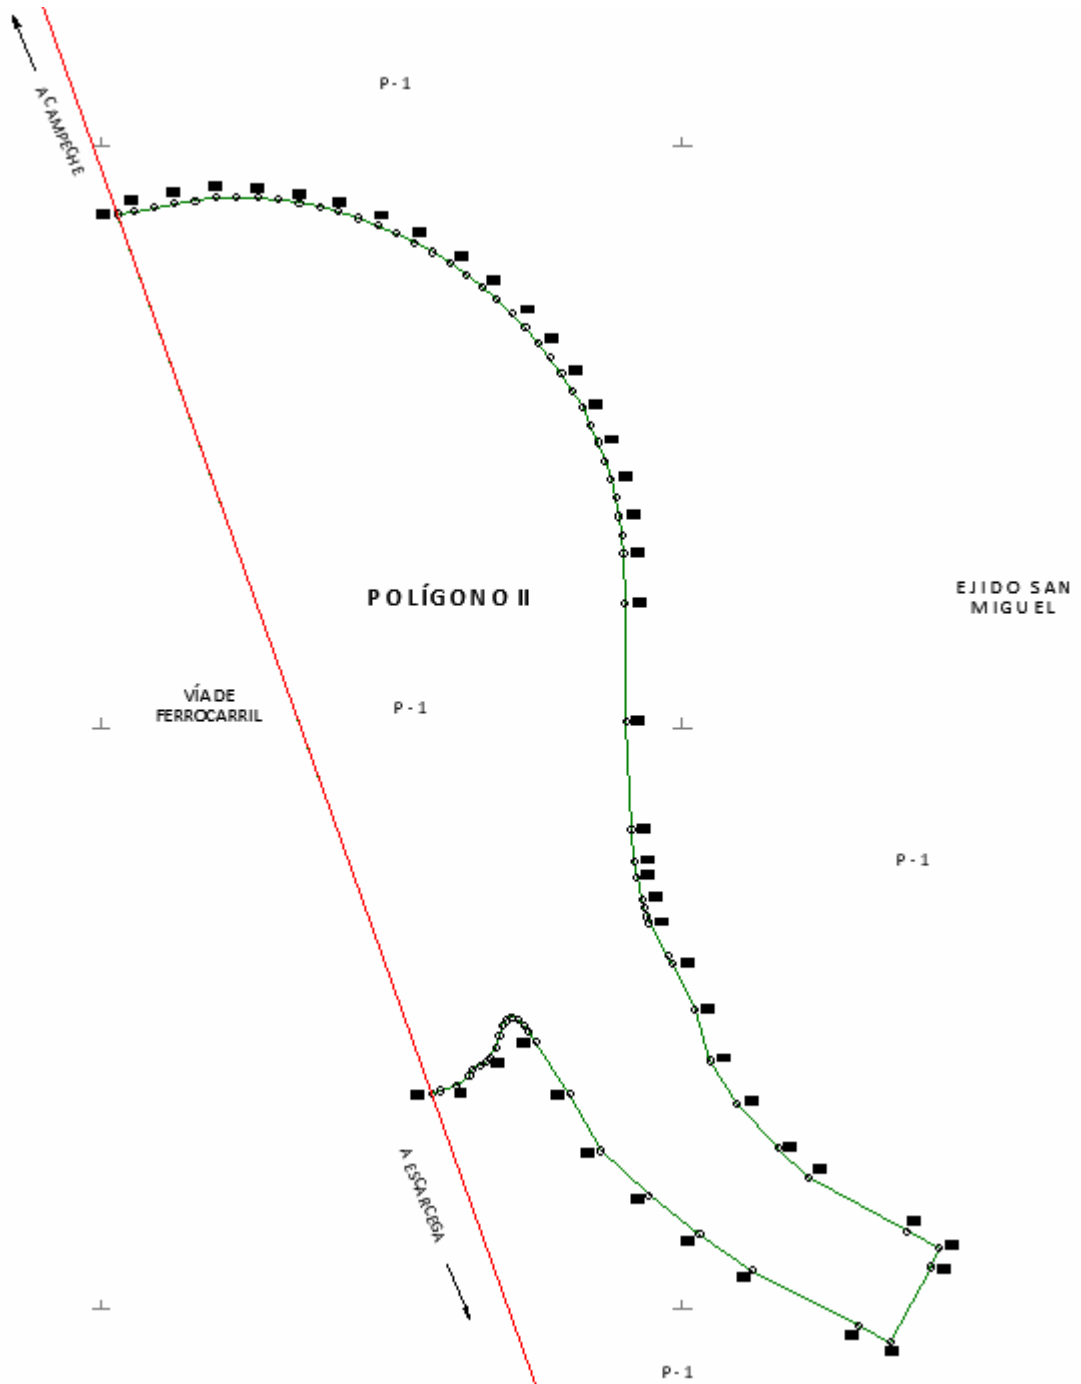 P - 1
A CAMPECHE
POLÍGONO II
EJIDO SAN
MIGUEL
VÍA DE
FERROCARRIL
P - 1
P - 1
A ESCARCEGA
P - 1